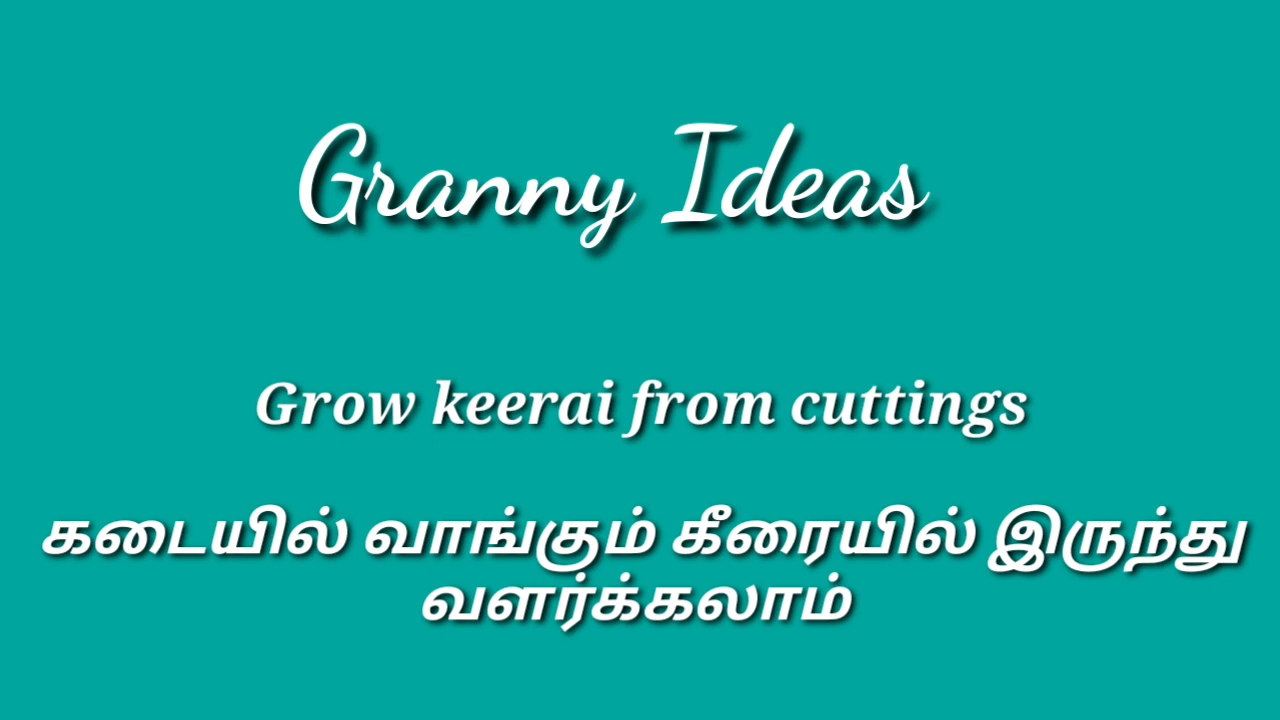 Granny Ideas
Grow keerai from cuttings
கடையில் வாங்கும் கீரையில் இருந்து
வளர்க்கலாம்